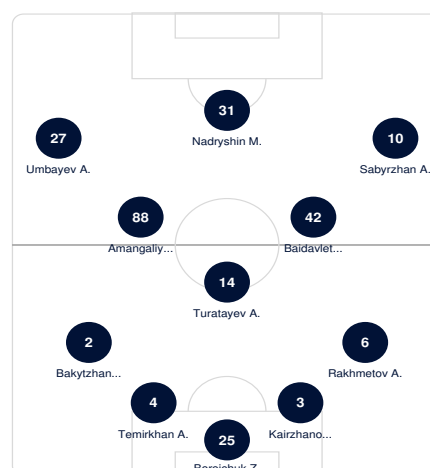 31
Nadryshin M.
27
Umbayev A.
10
Sabyrzhan A.
88
Amangaliy...
42
Baidavlet...
14
Turatayev A.
2
Bakytzhan...
6
Rakhmetov A.
4
Temirkhan A.
3
Kairzhano...
25